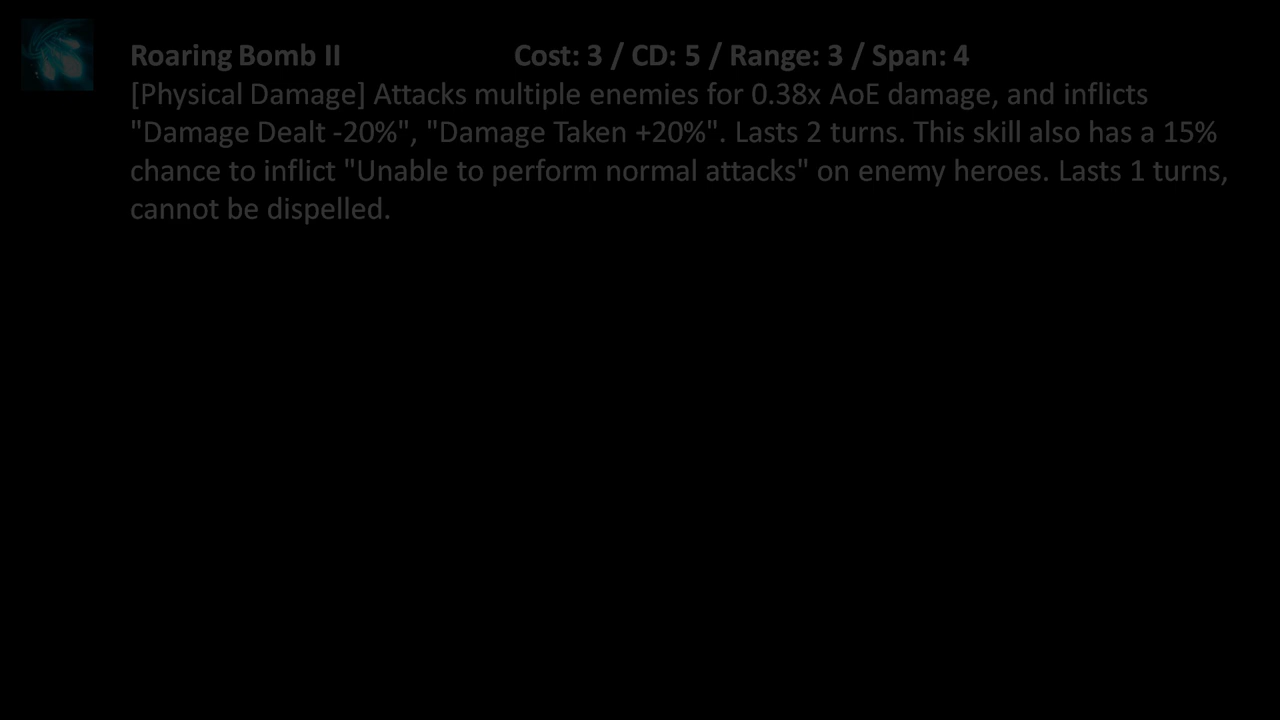 Roaring Bomb II Cost: 3 / CD: 5 / Range: 3 / Span: 4
[Physical Damage] Attacks multiple enemies for 0.38x AoE damage, and inflicts
"Damage Dealt -20%", "Damage Taken +20%". Lasts 2 turns. This skill also has a 15%
chance to inflict "Unable to perform normal attacks" on enemy heroes. Lasts 1 turns,
cannot be dispelled.